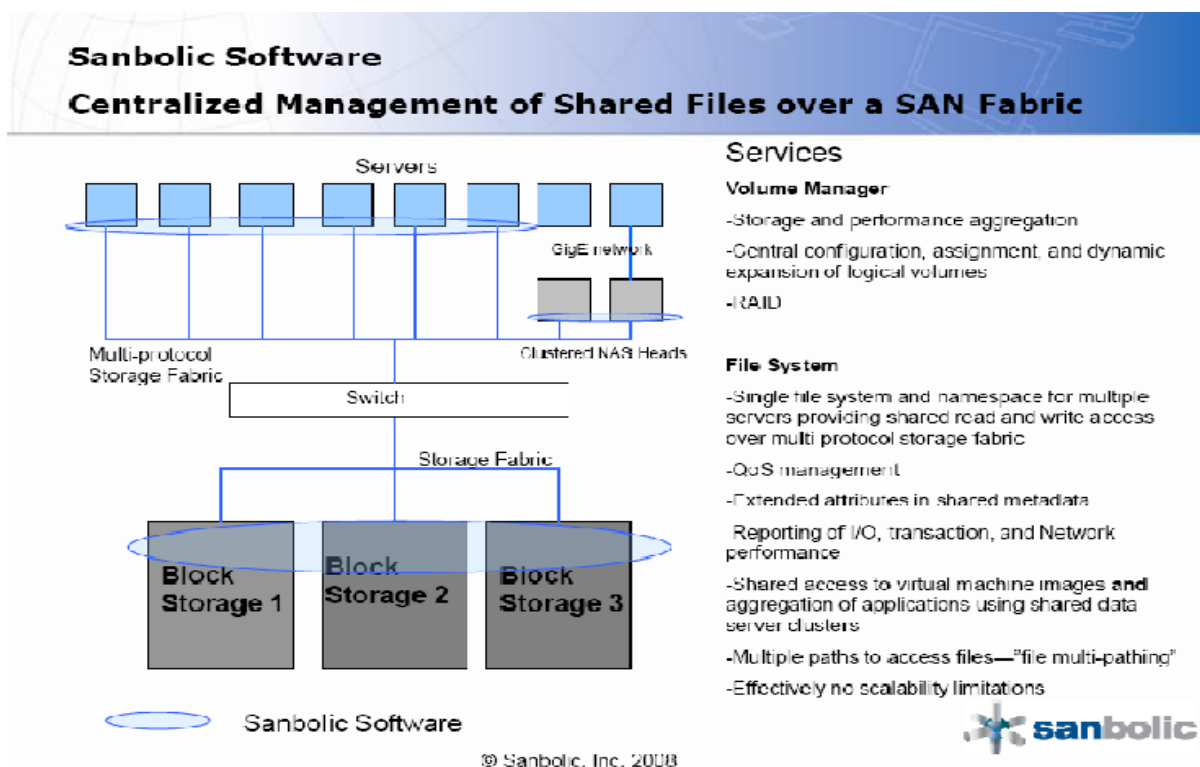 Sanbolic Software
Centralized Management of Shared Files over a SAN Fabric
Servers
GigE network
Multi-protocol
Storage Fabric
Clustered NAS Heads
Switch
Storage Fabric
Block
Storage 1
Block
Storage 2
Block
Storage 3
Sanbolic Software
Services
Volume Manager
-Storage and performance aggregation
-Central configuration, assignment, and dynamic
expansion of logical volumes
-RAID
File System
-Single file system and namespace for multiple
servers providing shared read and write access
over multi protocol storage fabric
-QoS management
-Extended attributes in shared metadata
-Reporting of I/O, transaction, and Network
performance
-Shared access to virtual machine images and
aggregation of applications using shared data
server clusters
-Multiple paths to access files—"file multi-pathing"
-Effectively no scalability limitations
sanbolic
© Sanbolic, Inc. 2008